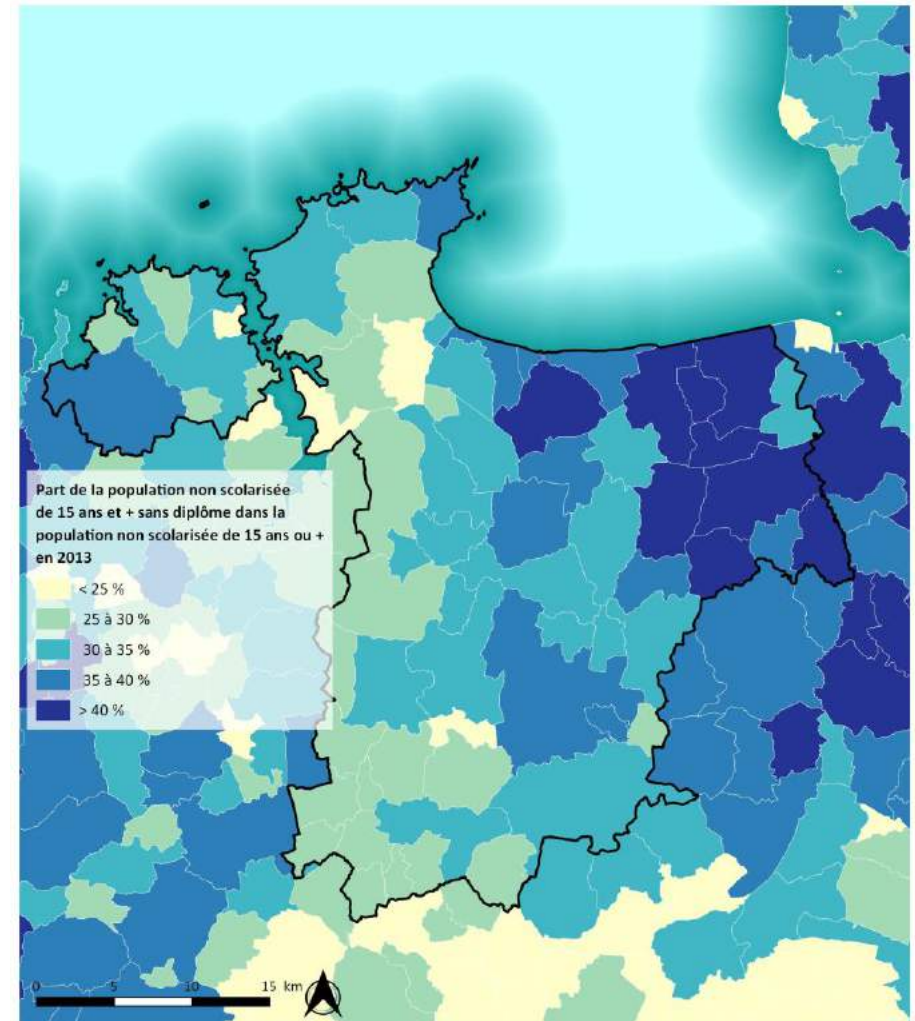 Part de la population non scolarisée
de 15 ans et + sans diplôme dans la
population non scolarisée de 15 ans ou +
en 2013
< 25 %
25 à 30 %
30 à 35 %
35 à 40 %
> 40 %
0 5 10 15 km